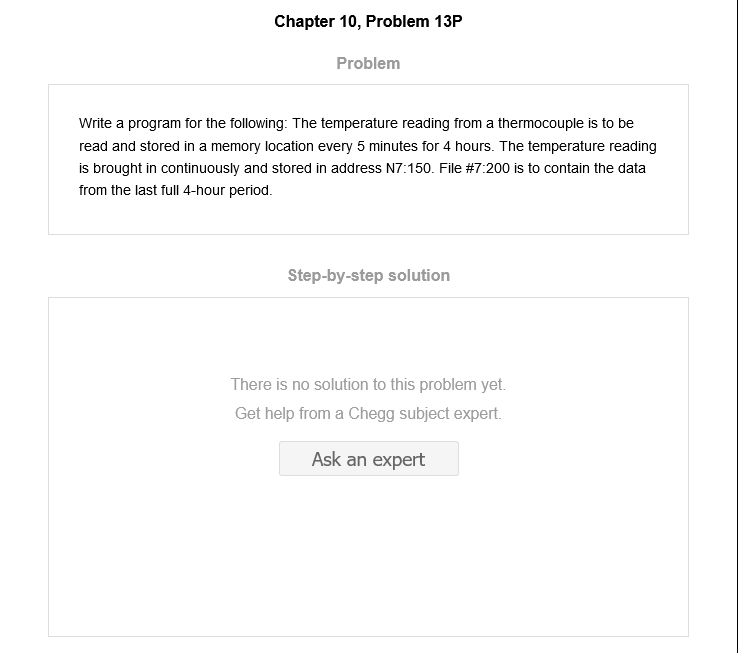 Chapter 10, Problem 13P
Problem
Write a program for the following: The temperature reading from a thermocouple is to be
read and stored in a memory location every 5 minutes for 4 hours. The temperature reading
is brought in continuously and stored in address N7:150. File #7:200 is to contain the data
from the last full 4-hour period.
Step-by-step solution
There is no solution to this problem yet.
Get help from a Chegg subject expert.
Ask an expert